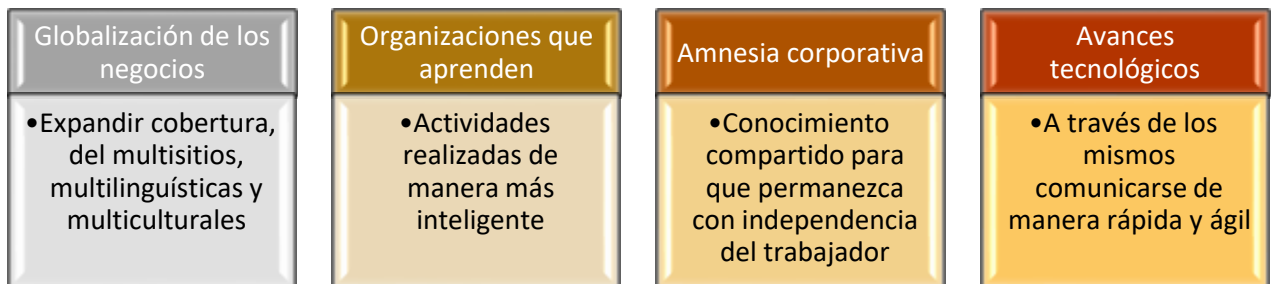 Globalización de los
negocios
•Expandir cobertura,
del multisitios,
multilinguísticas y
multiculturales
Organizaciones que
aprenden
•Actividades
realizadas de
manera más
inteligente
Amnesia corporativa
•Conocimiento
compartido para
que permanezca
con independencia
del trabajador
Avances
tecnológicos
•A través de los
mismos
comunicarse de
manera rápida y ágil